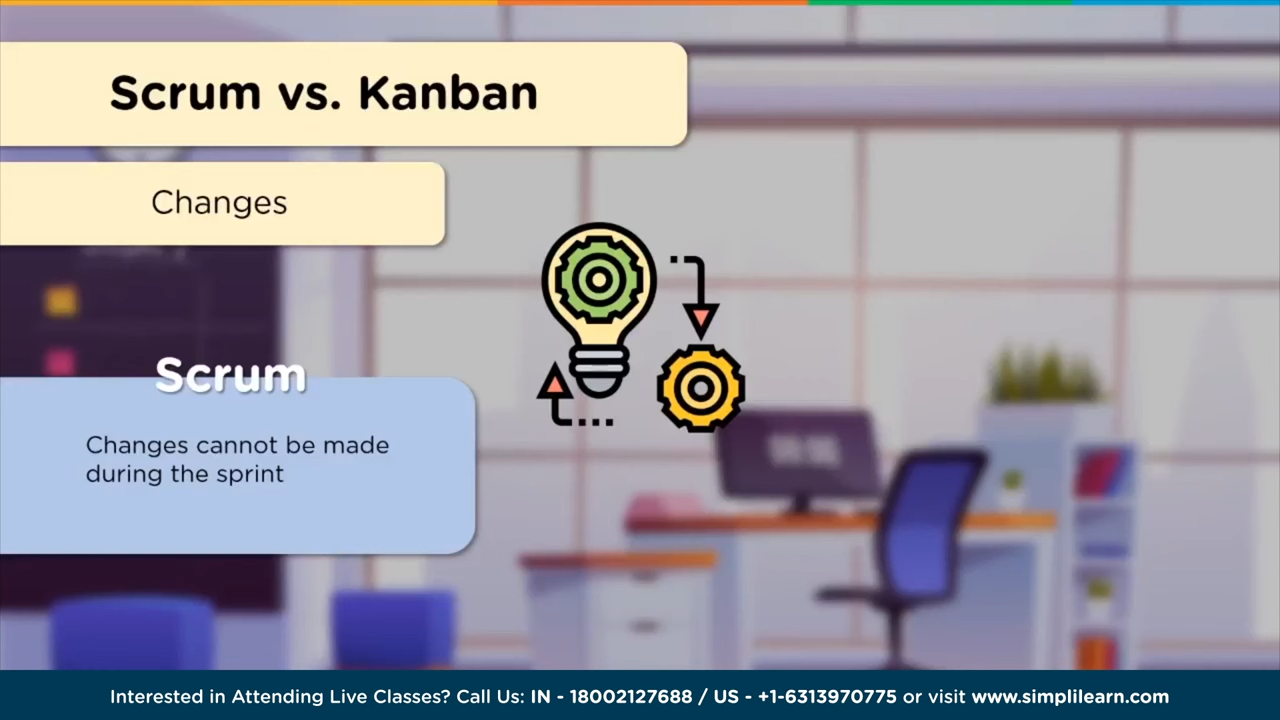 Scrum vs. Kanban
Changes
Scrum
Changes cannot be made
during the sprint
Interested in Attending Live Classes? Call Us: IN - 18002127688 / US - +1-6313970775 or visit www.simplilearn.com